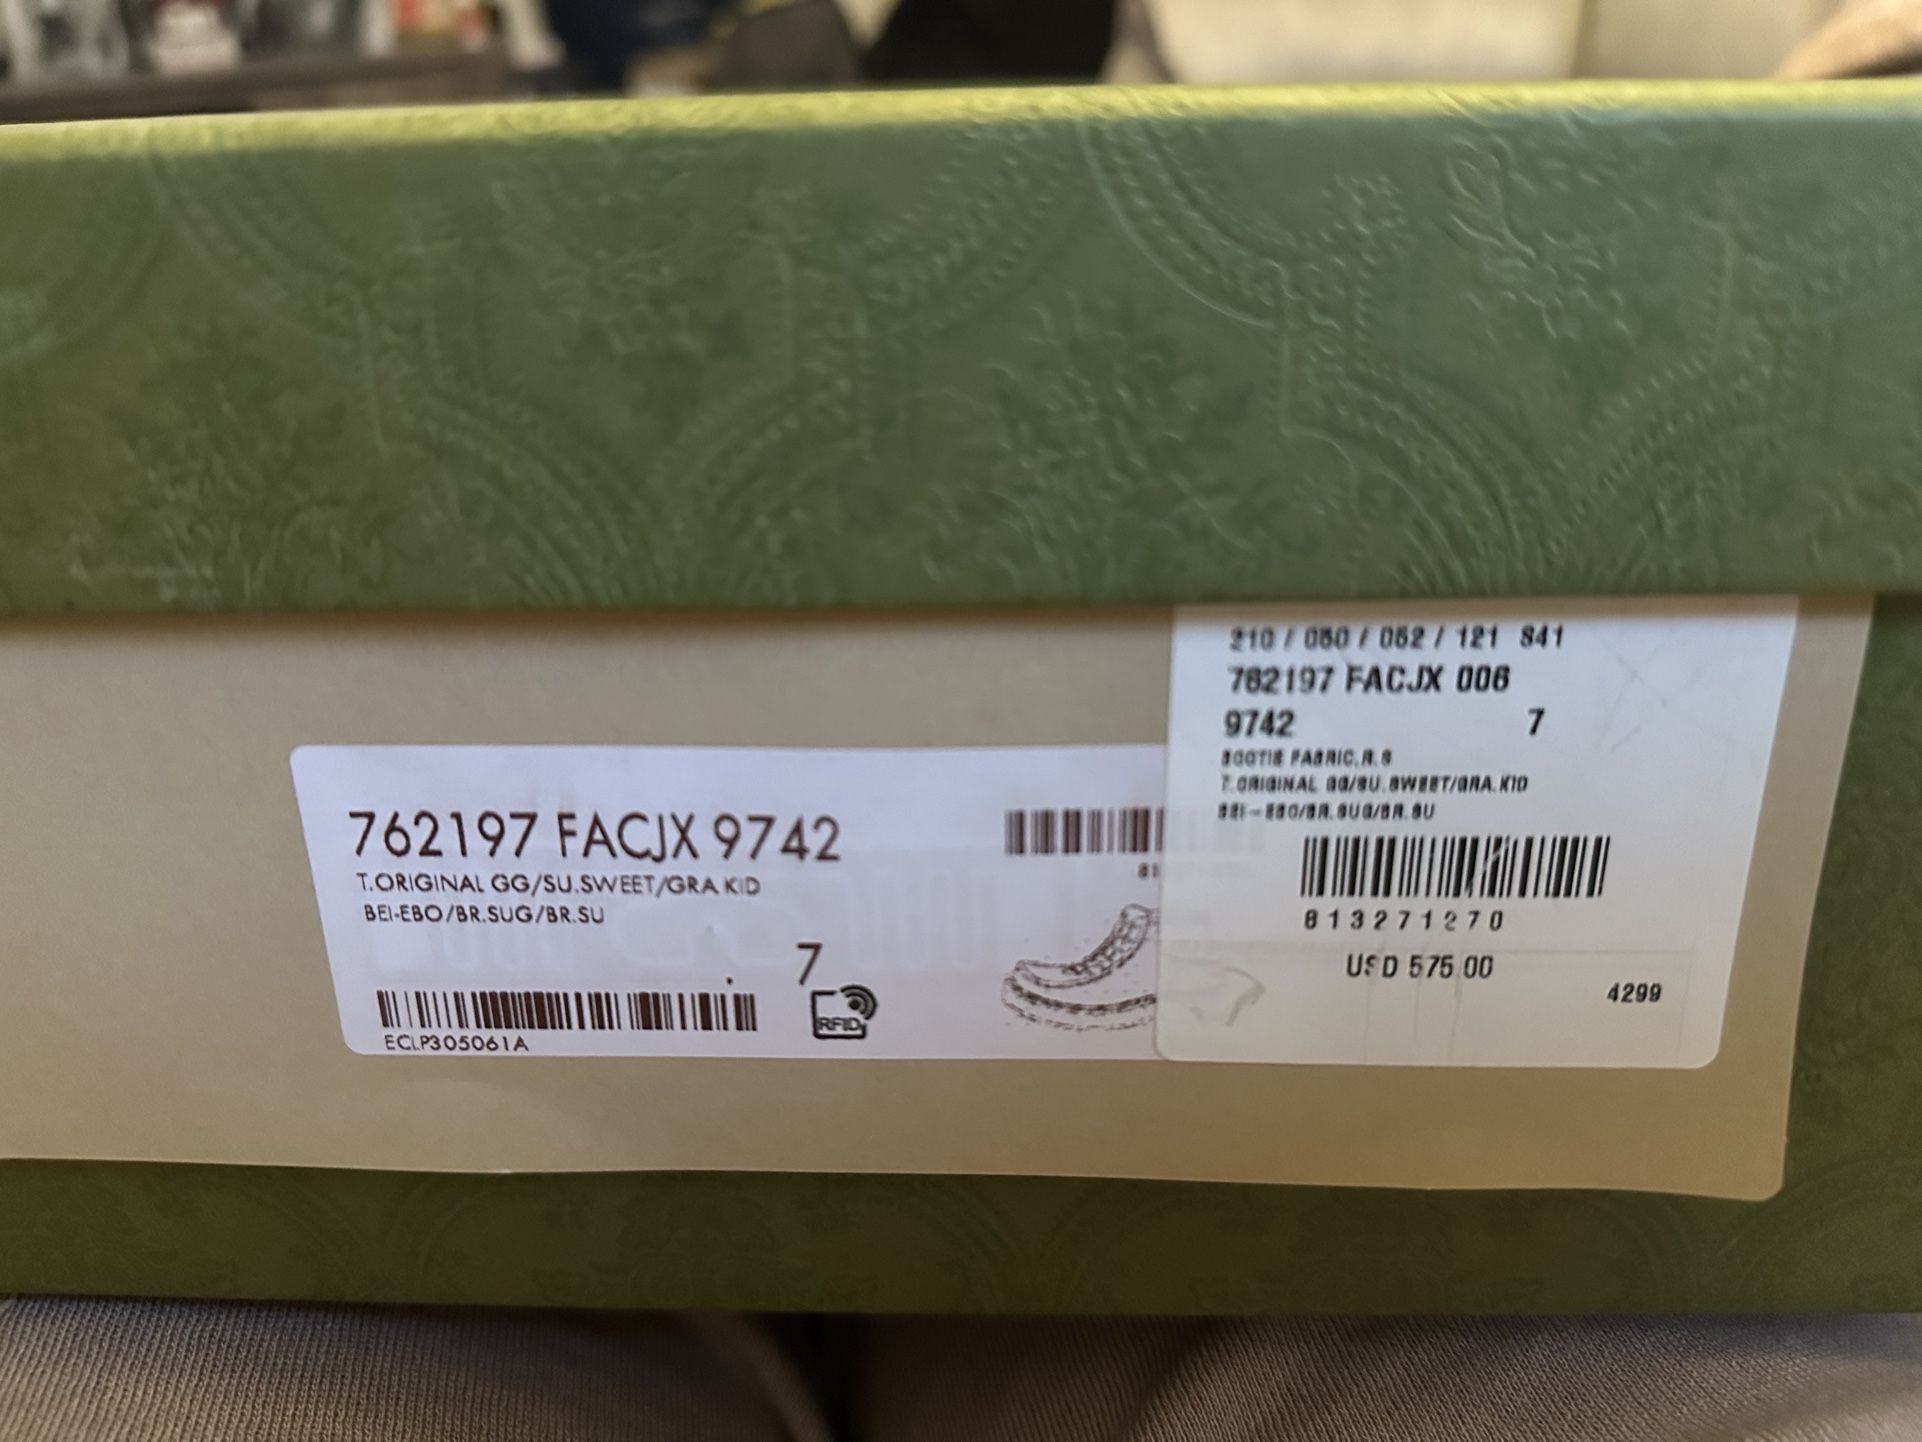 762197 FACJX 9742
T.ORIGINAL GG/SU.SWEET/GRA.KID
BEI-EBO/BR.SUG/BR.SU
7
RFID
ECLP305061A
81
210 / 050 / 052 / 121 S41
762197 FACJX 006
9742 7
BOOTIE FABRIC.R.S
T.ORIGINAL GG/SU.SWEET/GRA.KID
BEI-EBO/BR.SUG/BR.SU
813271270
USD 575.00
4299